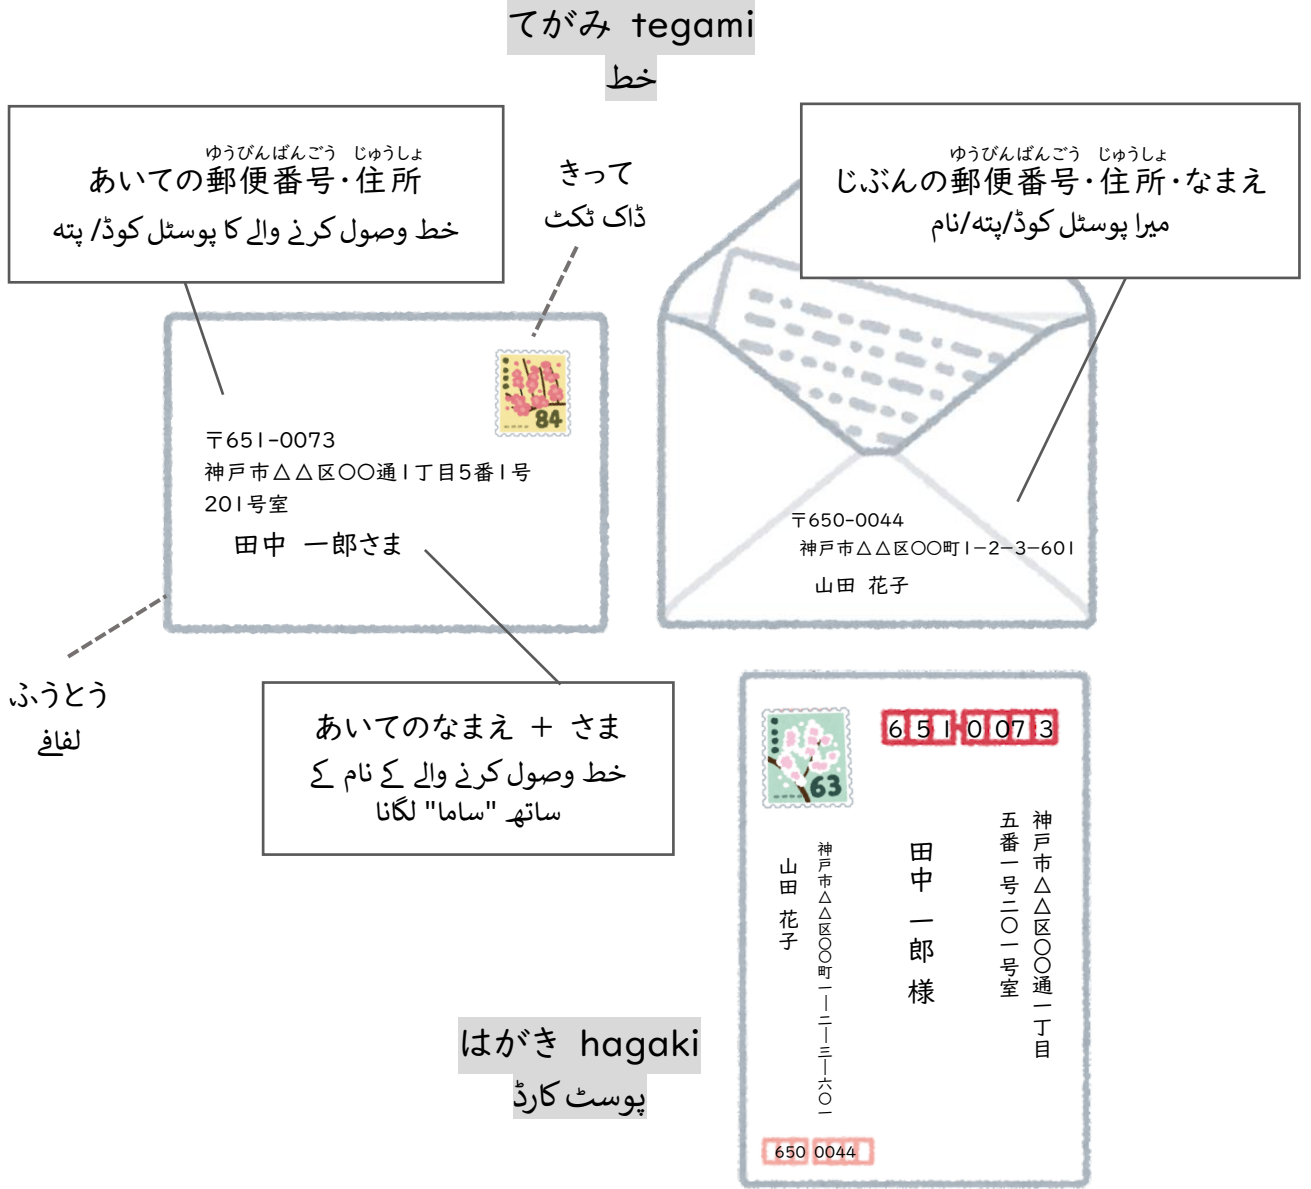 てがみ tegami
خط
ゆうびんばんごう じゅうしょ
あいての郵便番号・住所
خط وصول کرنے والے کا پوسٹل کوڈ/ پتہ
きって
ڈاک ٹکٹ
ゆうびんばんごう じゅうしょ
じぶんの郵便番号・住所・なまえ
میرا پوسٹل کوڈ/پتہ/نام
84
〒651-0073
神戸市△△区〇〇通1丁目5番1号
201号室
田中 一郎さま
〒650-0044
神戸市△△区〇〇町1-2-3-601
山田 花子
ふうとう
لفافے
あいてのなまえ + さま
خط وصول کرنے والے کے نام کے
ساتھ "ساما" لگانا
63
651-0073
神戸市△△区〇〇通一丁目
五番一号二〇一号室
田中 一郎 様
神戸市△△区〇〇町一―二―三―六〇一
山田 花子
650 0044
はがき hagaki
پوسٹ کارڈ